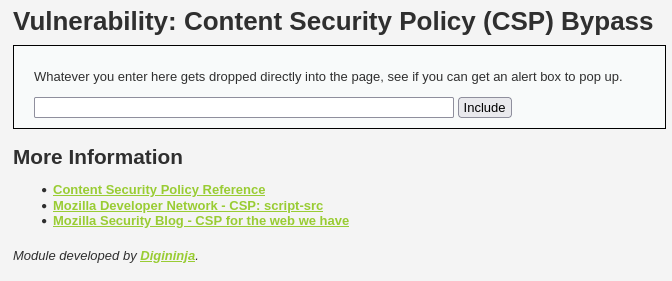 Vulnerability: Content Security Policy (CSP) Bypass
Whatever you enter here gets dropped directly into the page, see if you can get an alert box to pop up.
Include
More Information
• Content Security Policy Reference
• Mozilla Developer Network - CSP: script-src
• Mozilla Security Blog - CSP for the web we have
Module developed by Digininja.